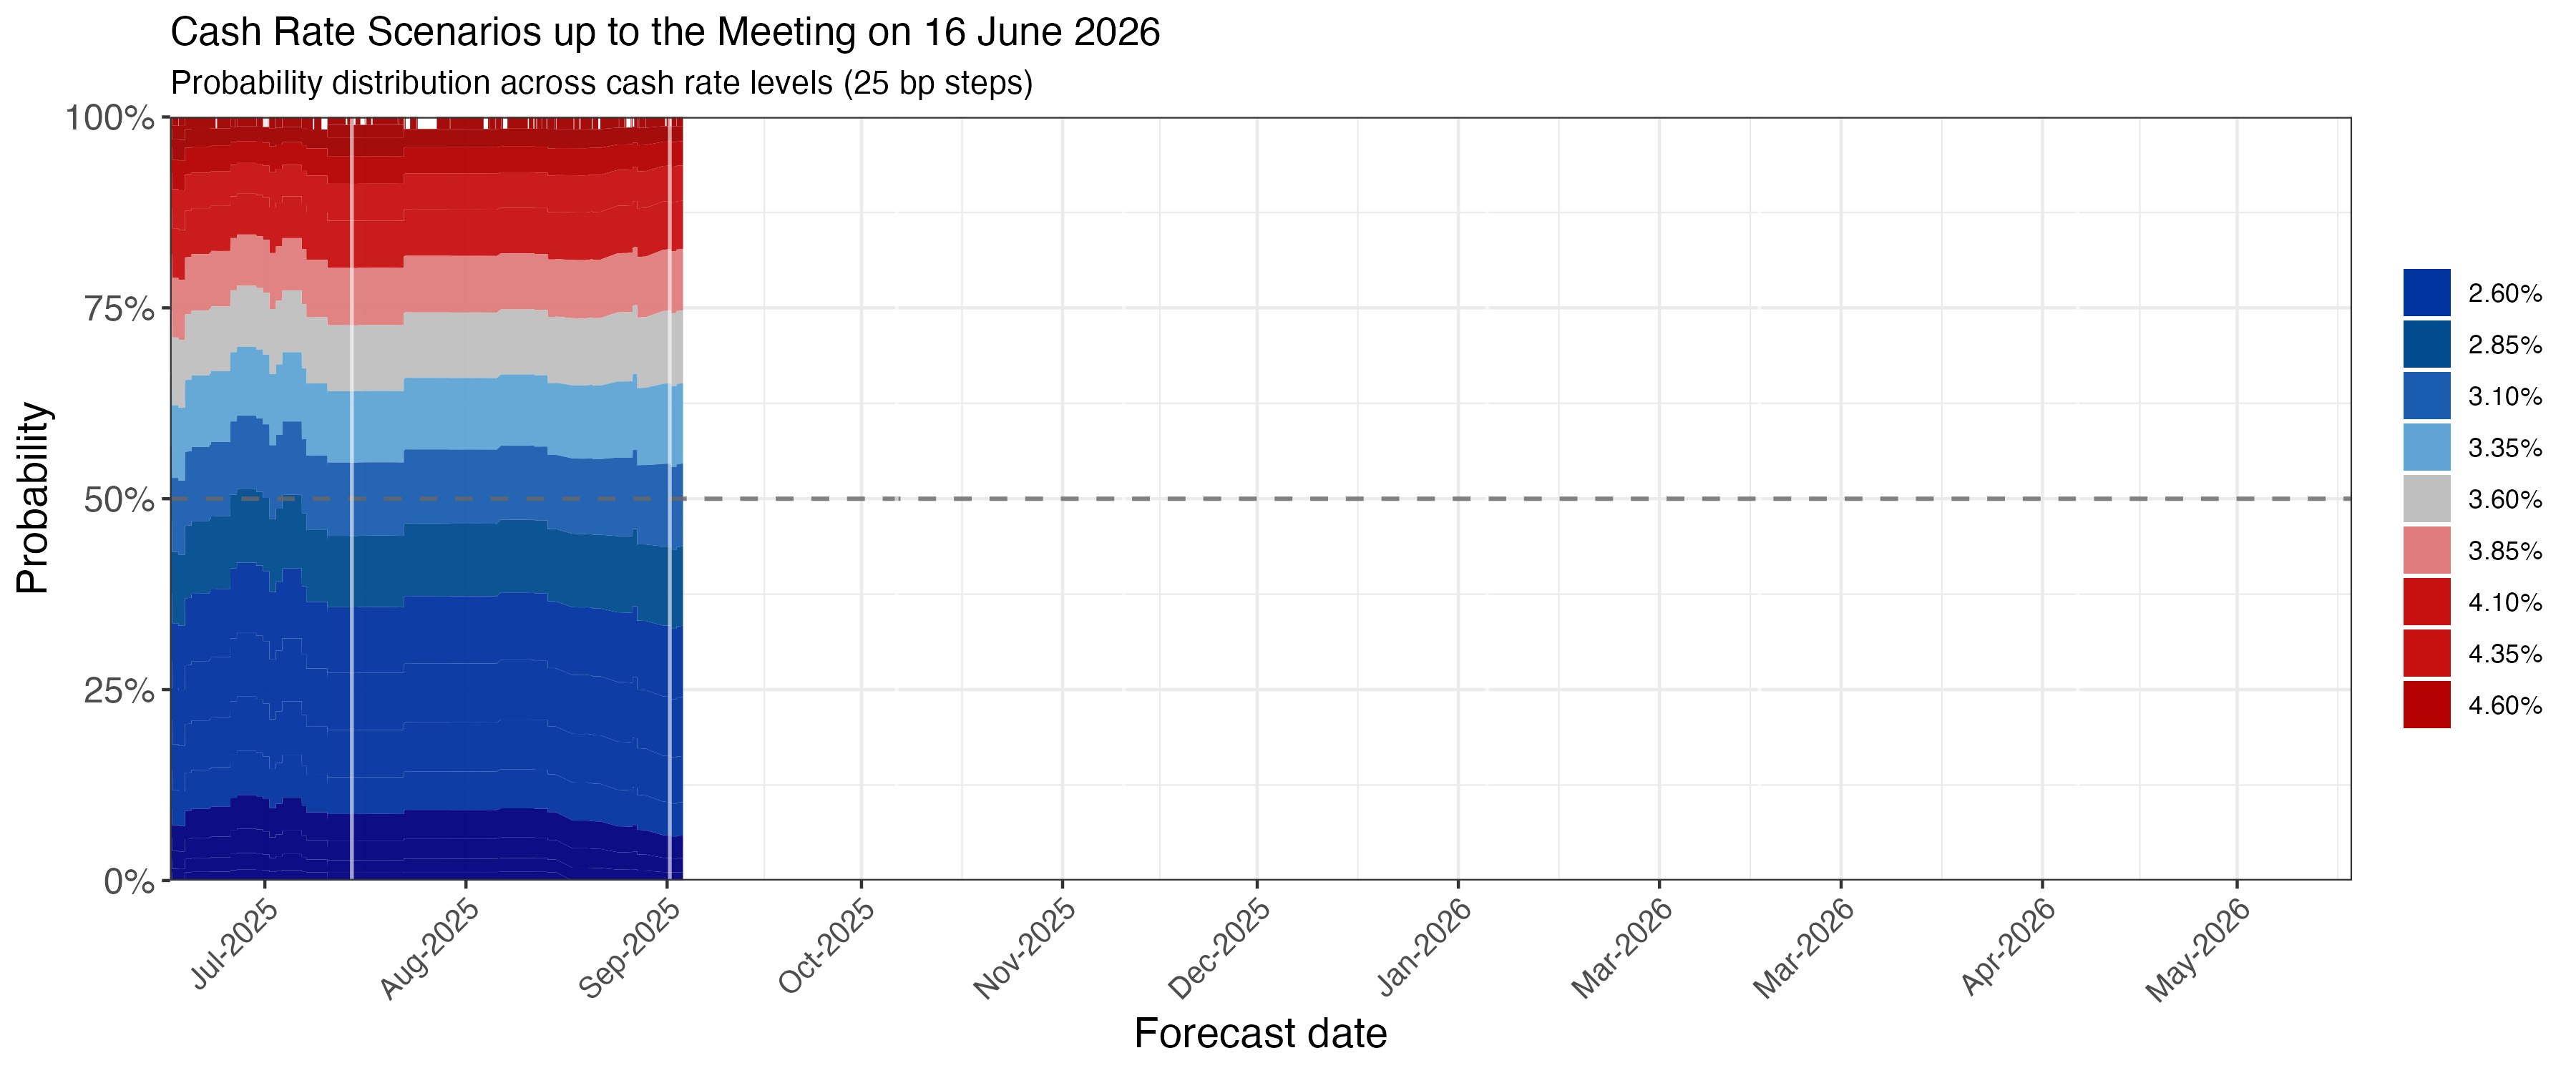 Cash Rate Scenarios up to the Meeting on 16 June 2026
Probability distribution across cash rate levels (25 bp steps)
Probability
100%
75%
50%
25%
0%
Jul-2025
Aug-2025
Sep-2025
Oct-2025
Nov-2025
Dec-2025
Jan-2026
Mar-2026
Mar-2026
Apr-2026
May-2026
Forecast date
2.60%
2.85%
3.10%
3.35%
3.60%
3.85%
4.10%
4.35%
4.60%